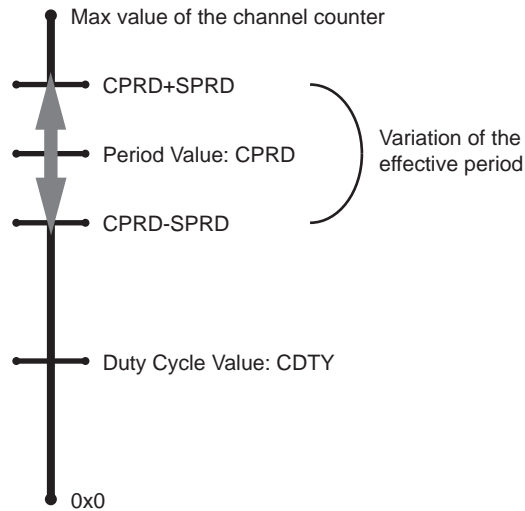 Max value of the channel counter
CPRD+SPRD
Period Value: CPRD
Variation of the
effective period
CPRD-SPRD
Duty Cycle Value: CDTY
0x0